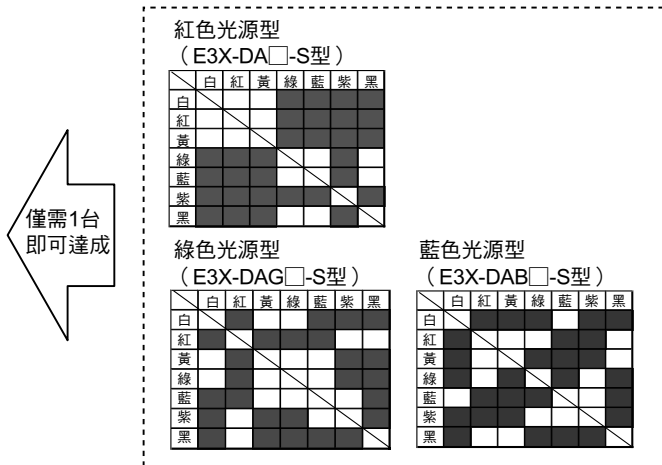 紅色光源型
（E3X-DA□-S型）
白 紅 黃 綠 藍 紫 黑
白
紅
黃
綠
藍
紫
黑
僅需1台
即可達成
綠色光源型
（E3X-DAG□-S型）
白 紅 黃 綠 藍 紫 黑
白
紅
黃
綠
藍
紫
黑
藍色光源型
（E3X-DAB□-S型）
白 紅 黃 綠 藍 紫 黑
白
紅
黃
綠
藍
紫
黑